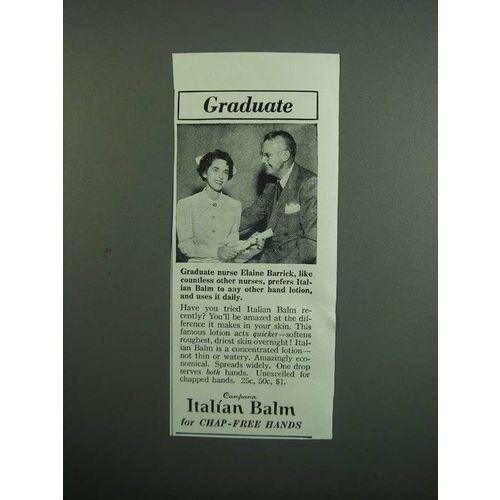 Graduate
Graduate nurse Elaine Barrick, like
countless other nurses, prefers Ital-
ian Balm to any other hand lotion,
and uses it daily.
Have you tried Italian Balm re-
cently? You'll be amazed at the dif-
ference it makes in your skin. This
famous lotion acts quicker—softens
roughest, driest skin overnight! Ital-
ian Balm is a concentrated lotion—
not thin or watery. Amazingly eco-
nomical. Spreads widely. One drop
serves both hands. Unexcelled for
chapped hands. 25c, 50c, $1.
Campana
Italian Balm
for CHAP-FREE HANDS